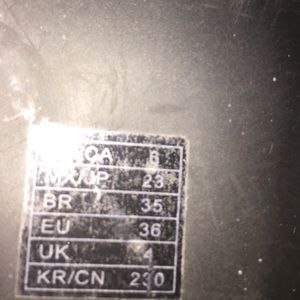 CA 6
MX/JP 23
BR 35
EU 36
UK 4
KR/CN 230